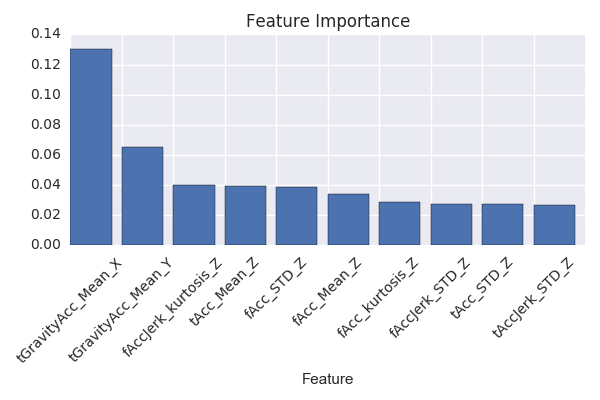 Feature Importance
0.14
0.12
0.10
0.08
0.06
0.04
0.02
0.00
tGravityAcc_Mean_X
tGravityAcc_Mean_Y
fAccJerk_kurtosis_Z
tAcc_Mean_Z
fAcc_STD_Z
fAcc_Mean_Z
fAcc_kurtosis_Z
fAccJerk_STD_Z
tAcc_STD_Z
tAccJerk_STD_Z
Feature